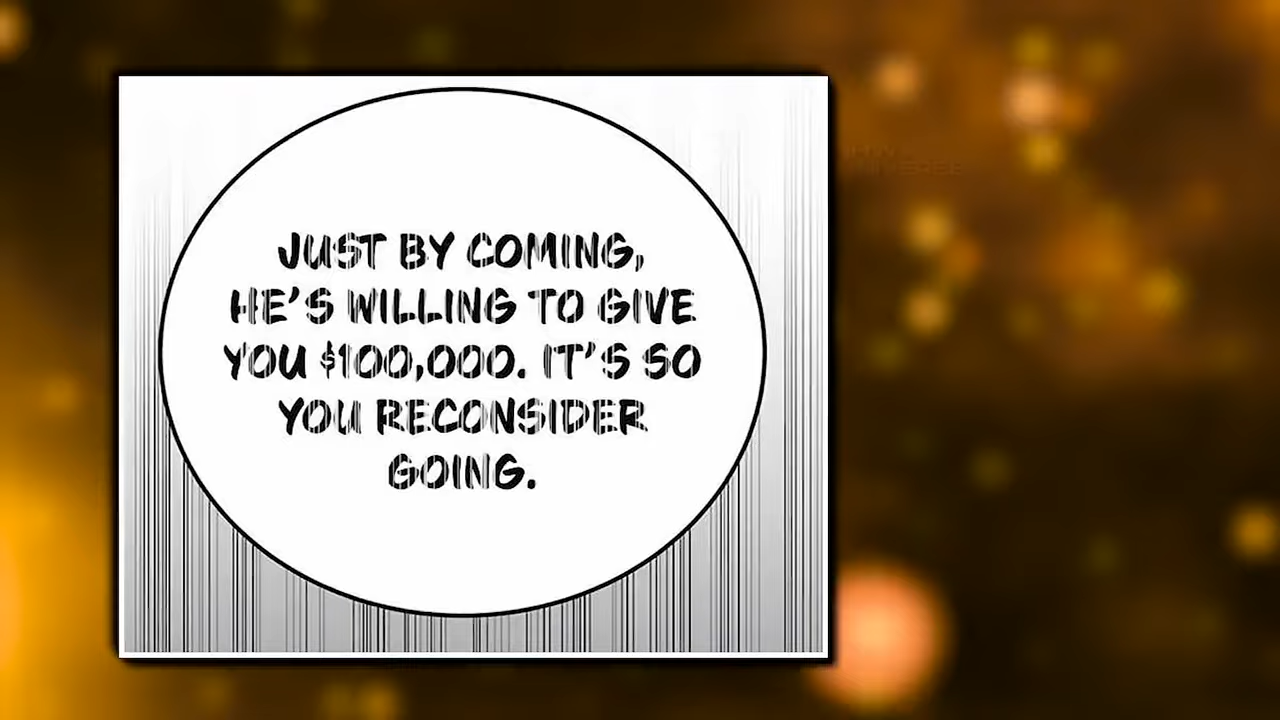 JUST BY COMING,
HE'S WILLING TO GIVE
YOU $100,000. IT'S SO
YOU RECONSIDER
GOING.